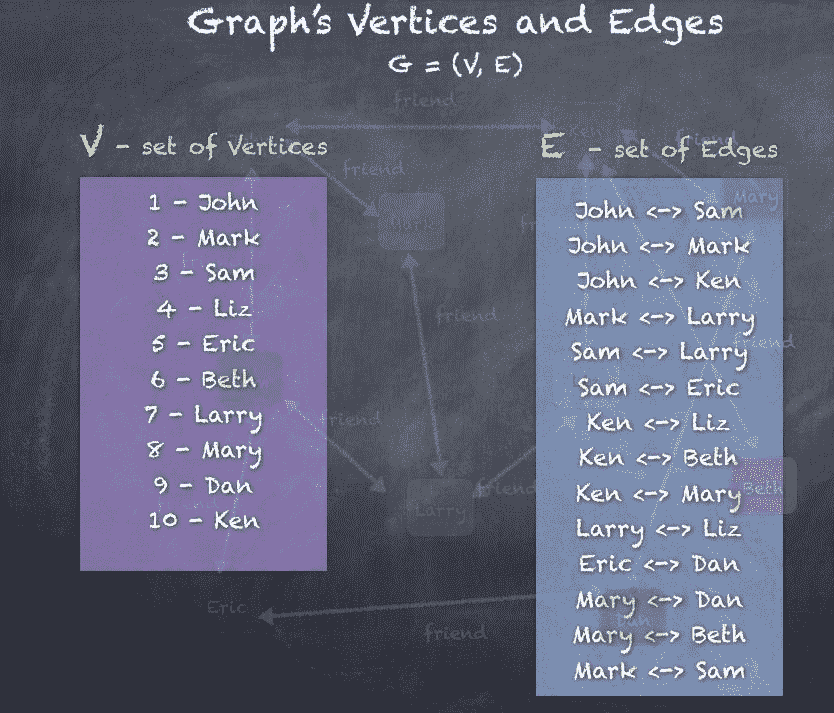 Graph's Vertices and Edges
G = (V, E)
friend
V - set of Vertices
E - set of Edges
friend
friend
1 - John
2 - Mark
3 - Sam
4 - Liz
5 - Eric
6 - Beth
7 - Larry
8 - Mary
9 - Dan
10 - Ken
John <-> Sam
John <-> Mark
John <-> Ken
Mark <-> Larry
Sam <-> Larry
Sam <-> Eric
Ken <-> Liz
Ken <-> Beth
Ken <-> Mary
Larry <-> Liz
Eric <-> Dan
Mary <-> Dan
Mary <-> Beth
Mark <-> Sam
Mary
Mark
friend
friend
friend
Beth
friend
Larry
Eric
Dan
friend